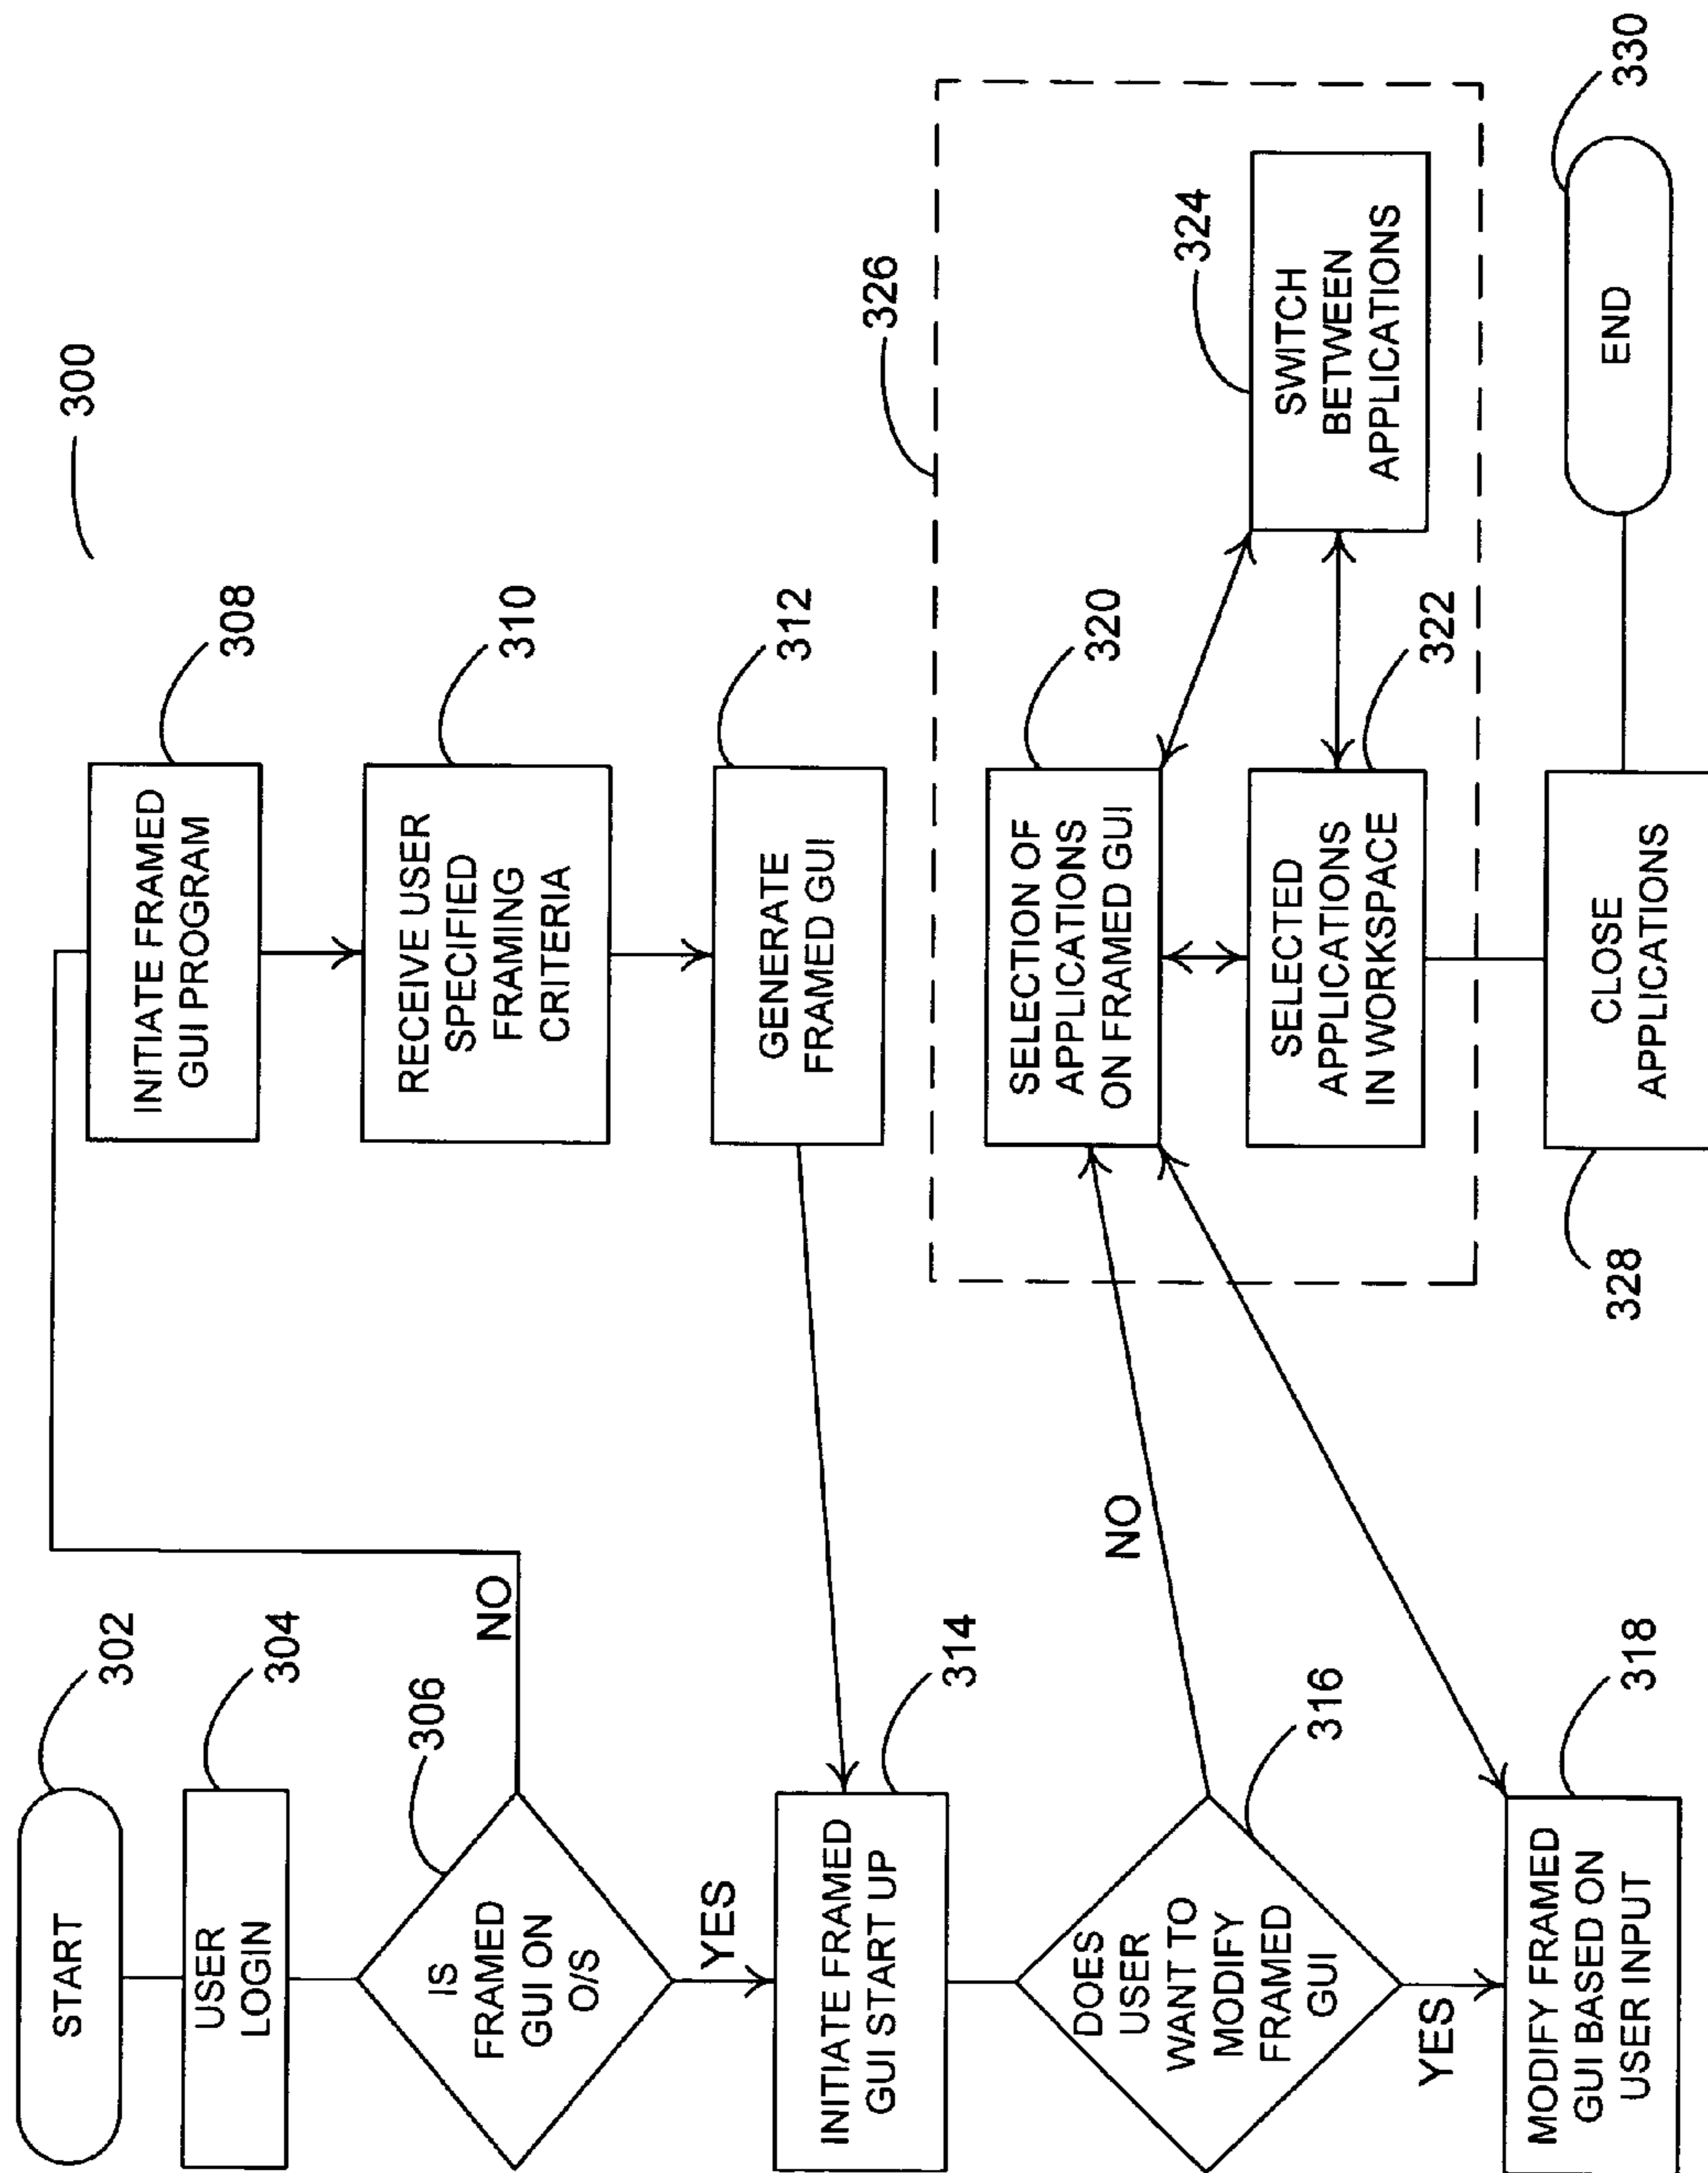 300
START
302
USER
LOGIN
304
IS
FRAMED
GUI ON
O/S
306
NO
YES
INITIATE FRAMED
GUI PROGRAM
308
RECEIVE USER
SPECIFIED
FRAMING
CRITERIA
310
GENERATE
FRAMED GUI
312
INITIATE FRAMED
GUI START UP
314
DOES
USER
WANT TO
MODIFY
FRAMED
GUI
316
NO
YES
MODIFY FRAMED
GUI BASED ON
USER INPUT
318
326
SELECTION OF
APPLICATIONS
ON FRAMED GUI
320
SELECTED
APPLICATIONS
IN WORKSPACE
322
SWITCH
BETWEEN
APPLICATIONS
324
CLOSE
APPLICATIONS
328
END
330